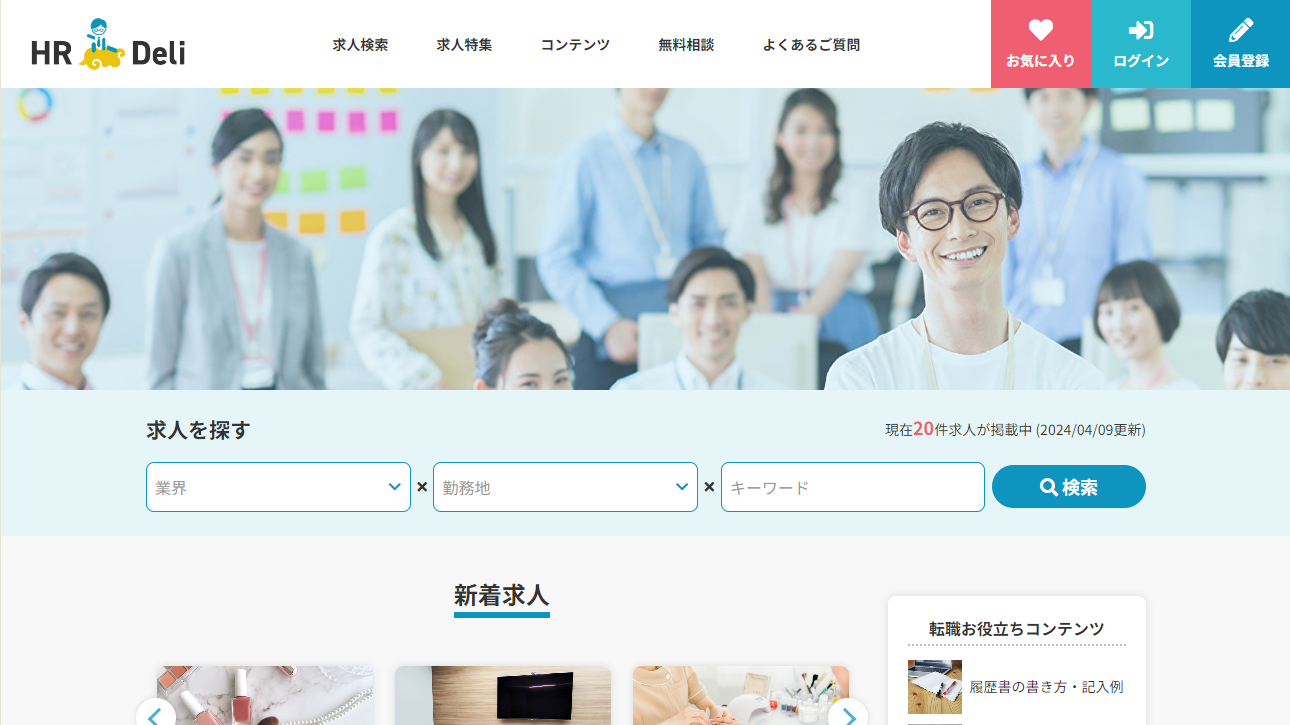 HR Deli
求人検索
求人特集
コンテンツ
無料相談
よくあるご質問
お気に入り
ログイン
会員登録
求人を探す
現在20件求人が掲載中 (2024/04/09更新)
業界
×
勤務地
×
キーワード
検索
新着求人
転職お役立ちコンテンツ
履歴書の書き方・記入例